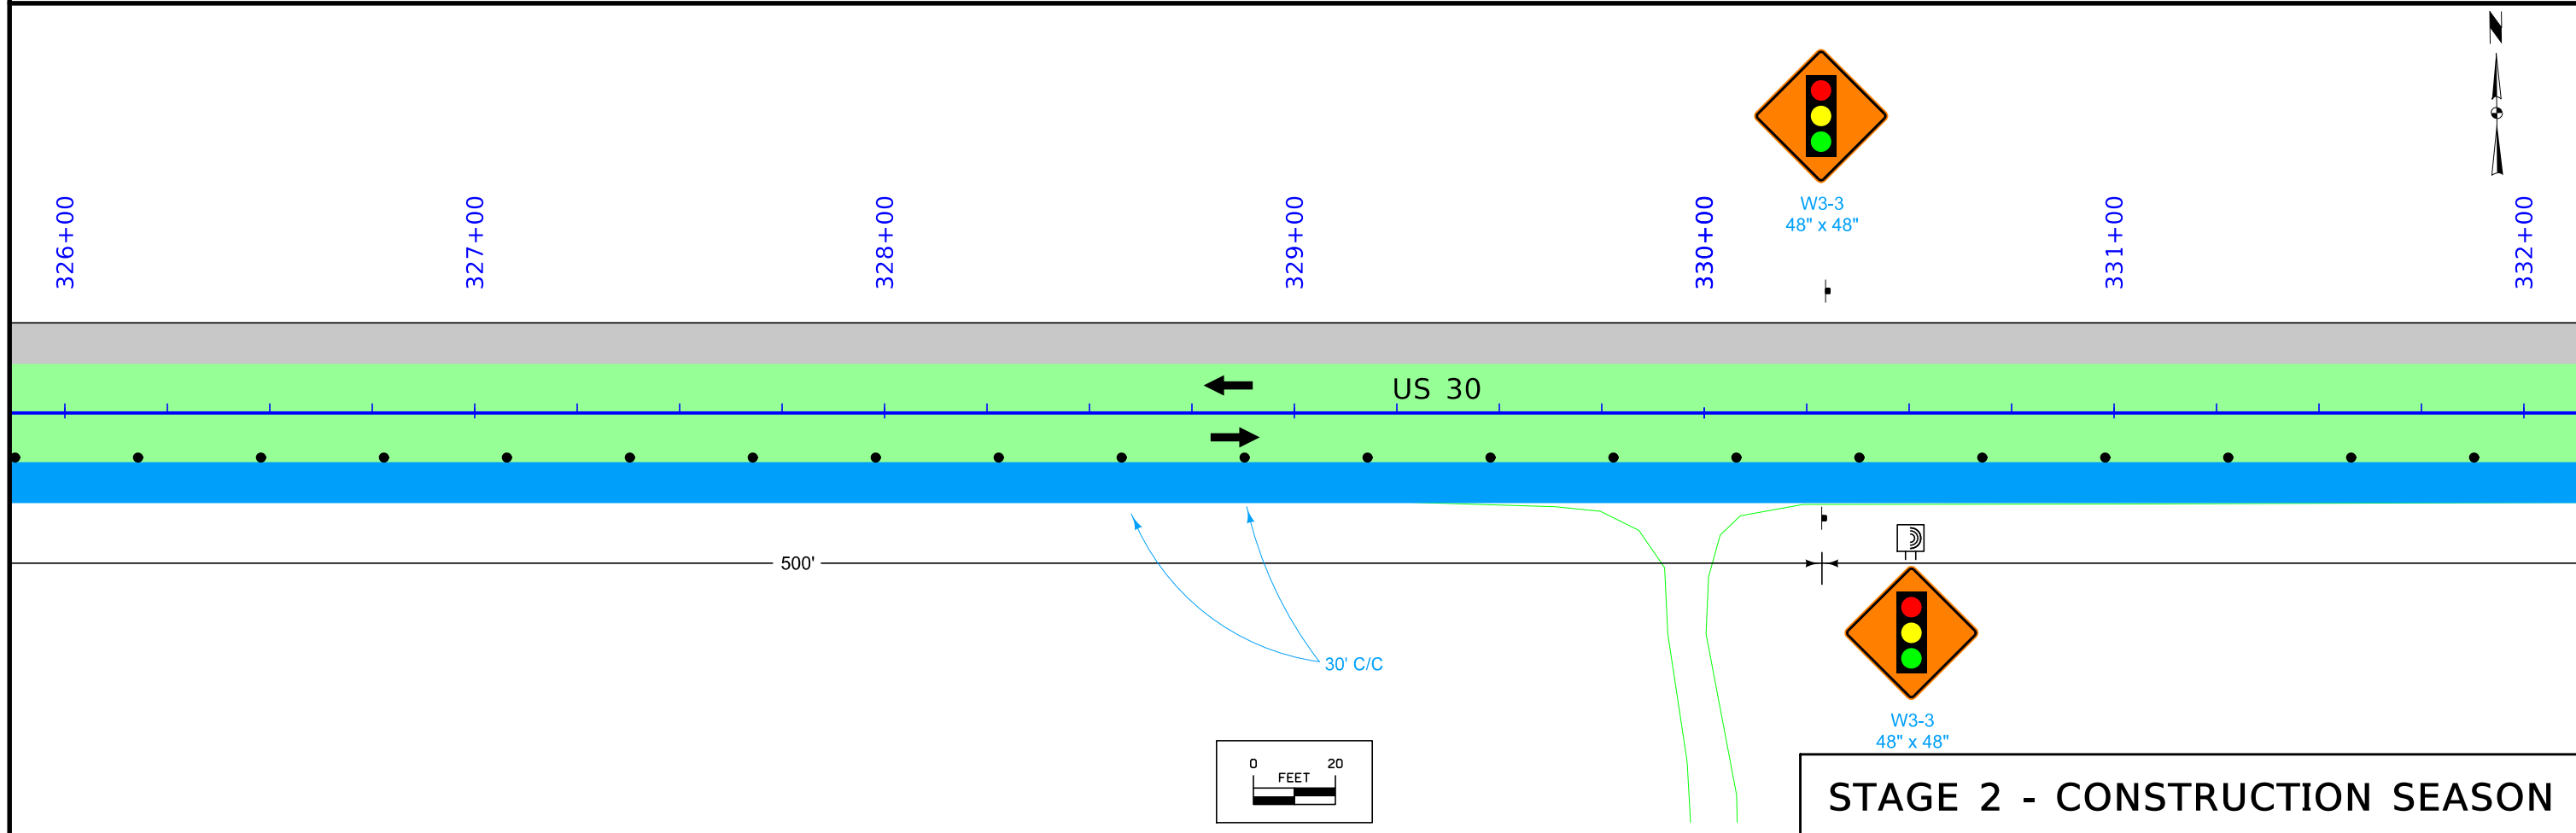 N
W3-3
48" x 48"
326+00
327+00
328+00
329+00
330+00
331+00
332+00
US 30
500'
30' C/C
W3-3
48" x 48"
0 20
FEET
STAGE 2 - CONSTRUCTION SEASON